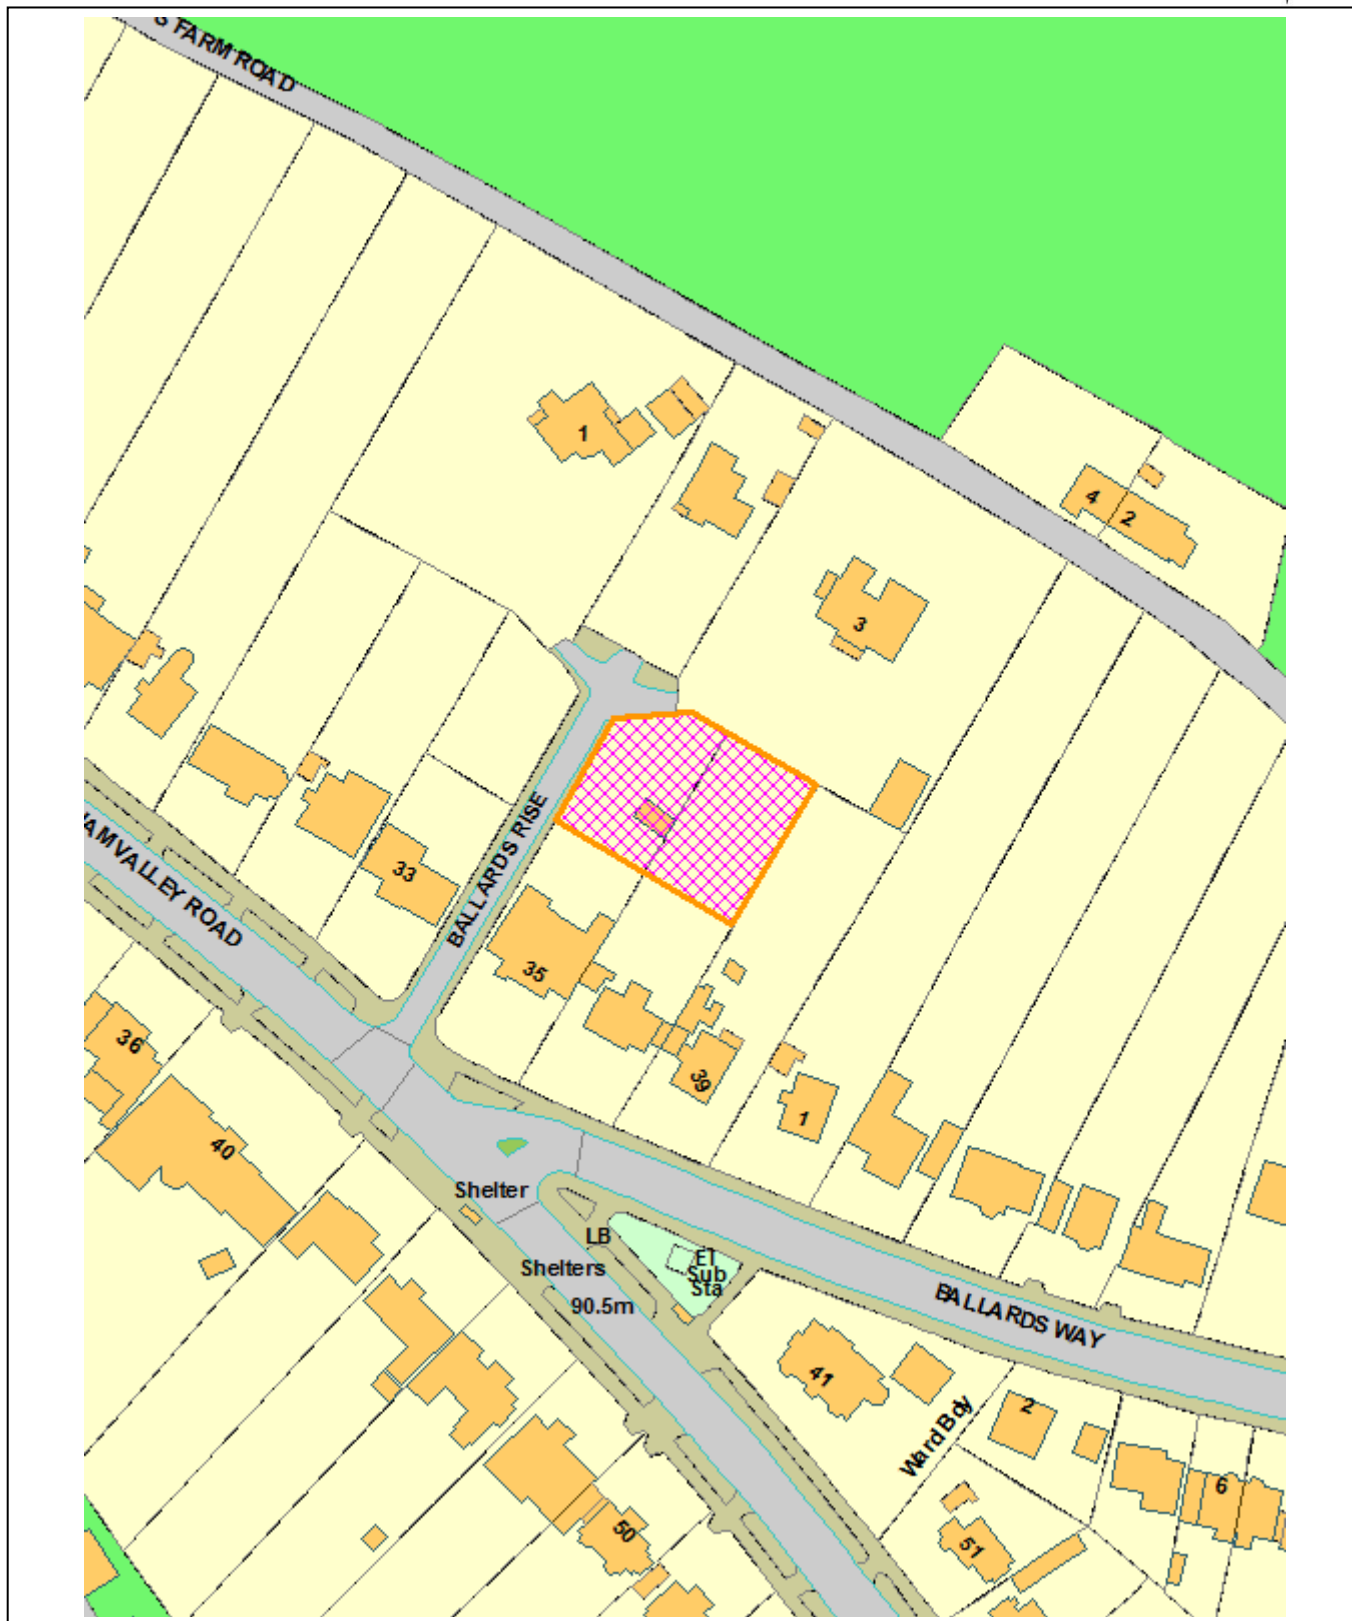 S FARM ROAD
1
4
2
3
BALLARDS RISE
33
AMVALLEY ROAD
35
36
39
1
40
Shelter
LB
El
Sub
Sta
Shelters
90.5m
BALLARDS WAY
41
2
Ward Bdy
6
50
51